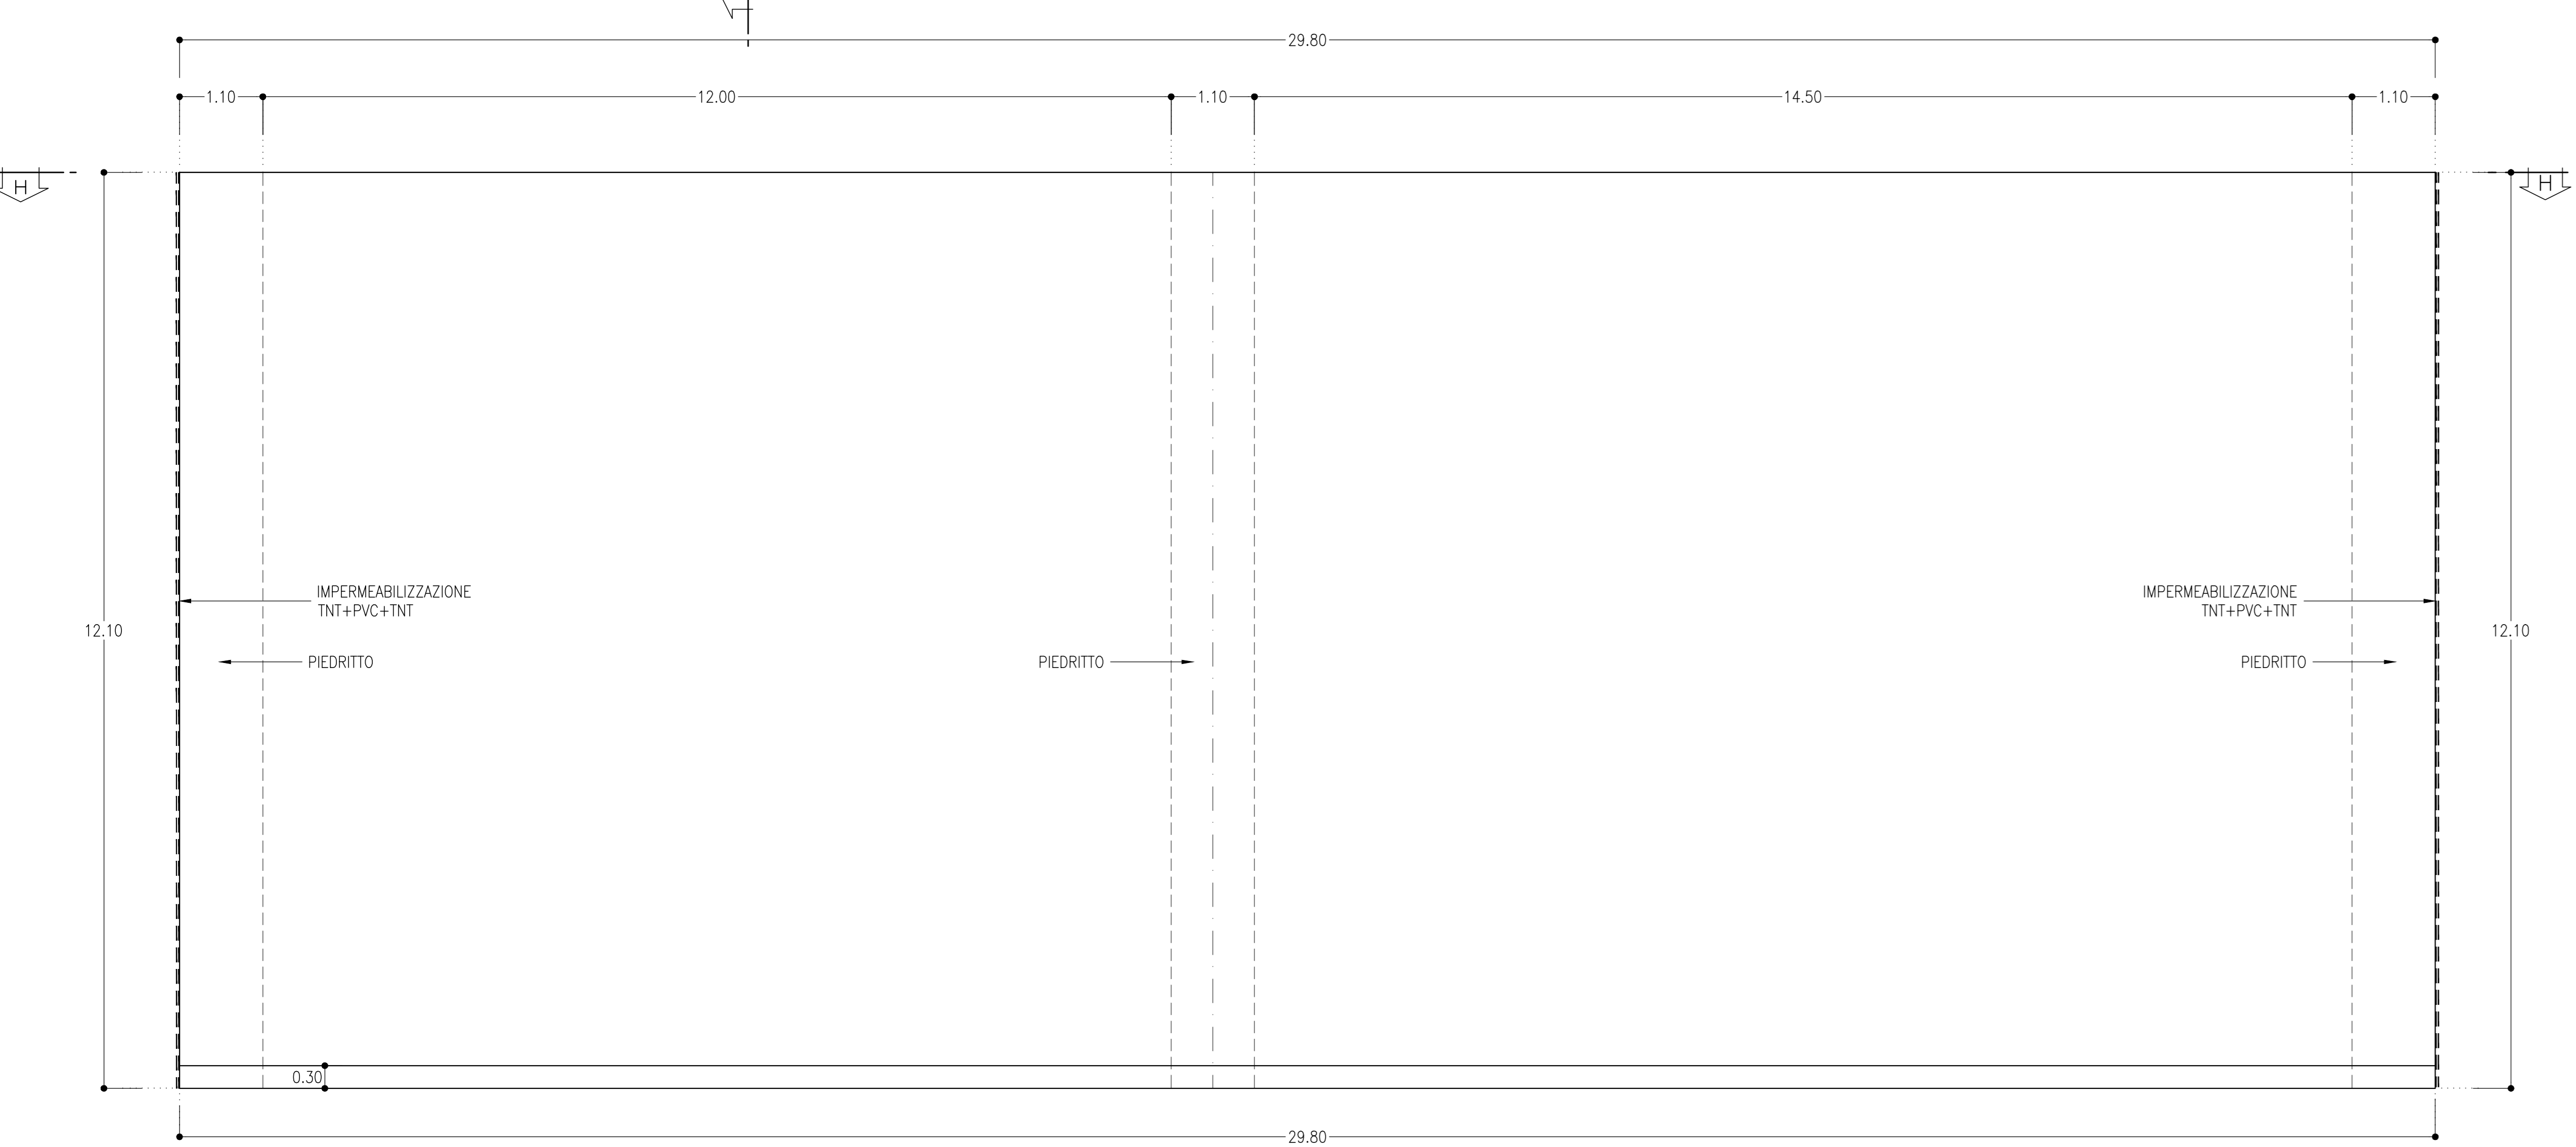 29.80
1.10 12.00 1.10 14.50 1.10
H H
IMPERMEABILIZZAZIONE
TNT+PVC+TNT
IMPERMEABILIZZAZIONE
TNT+PVC+TNT
12.10 12.10
PIEDRITTO PIEDRITTO PIEDRITTO
0.30
29.80